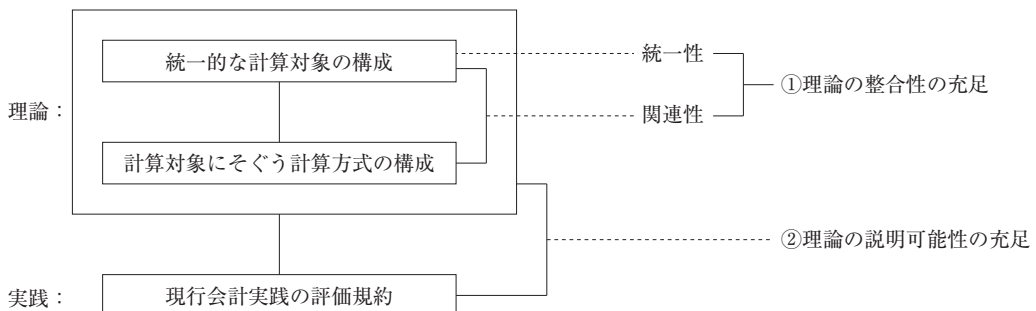 統一的な計算対象の構成
統一性
①理論の整合性の充足
理論：
関連性
計算対象にそぐう計算方式の構成
②理論の説明可能性の充足
実践：
現行会計実践の評価規約